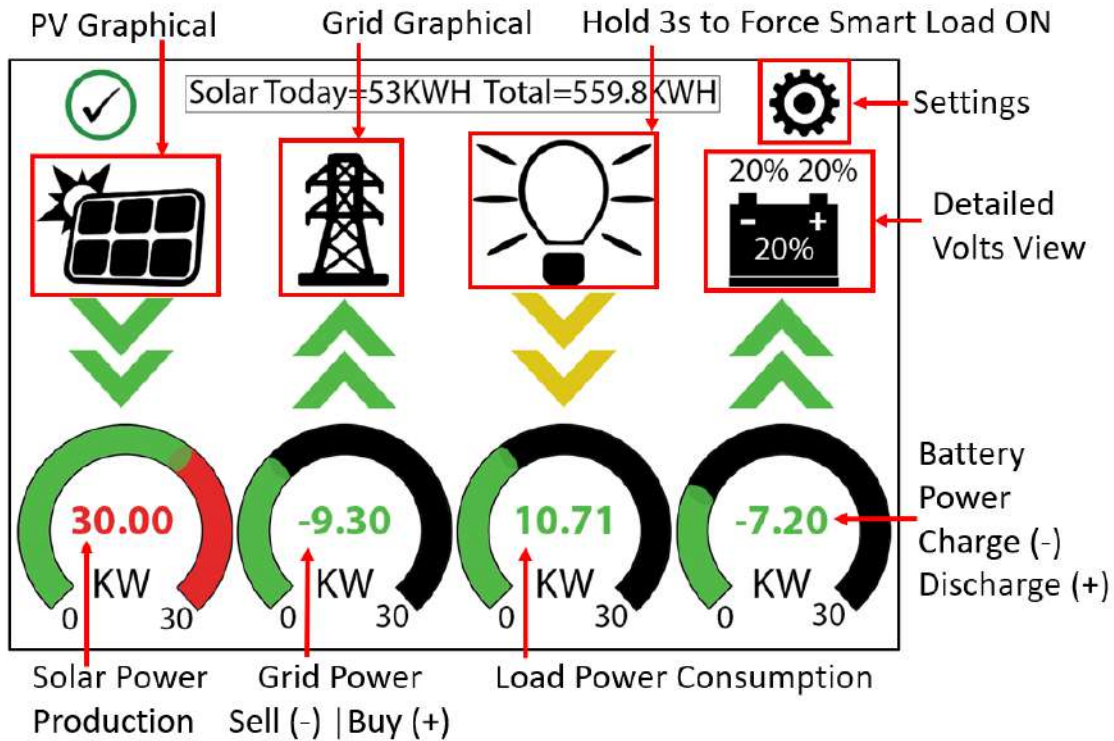 PV Graphical
Grid Graphical
Hold 3s to Force Smart Load ON
Solar Today=53KWH Total=559.8KWH
Settings
20% 20%
- +
20%
Detailed
Volts View
30.00
KW
0 30
-9.30
KW
0 30
10.71
KW
0 30
-7.20
KW
0 30
Battery
Power
Charge (-)
Discharge (+)
Solar Power
Production
Grid Power
Sell (-) |Buy (+)
Load Power Consumption